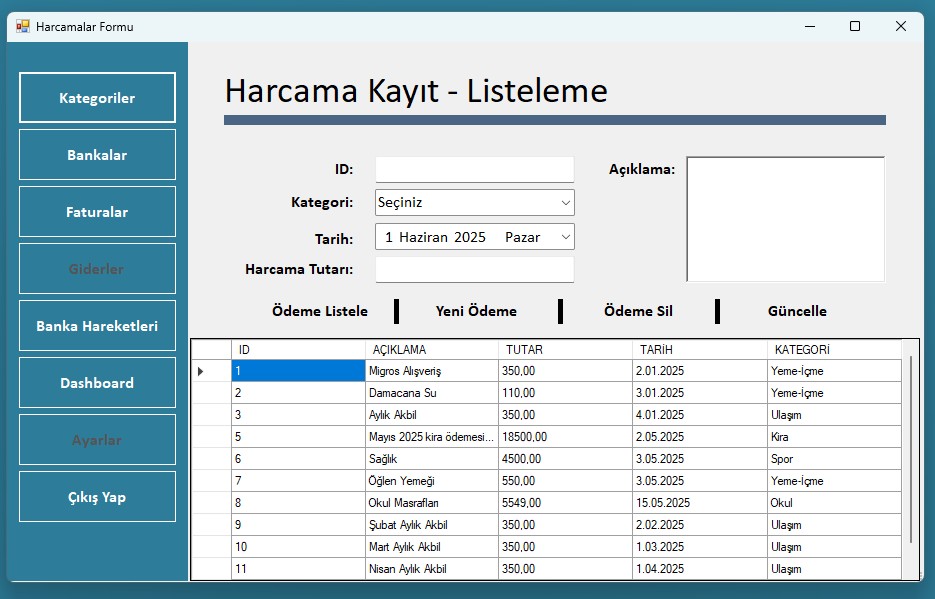 Harcamalar Formu
Kategoriler
Bankalar
Faturalar
Giderler
Banka Hareketleri
Dashboard
Ayarlar
Çıkış Yap
Harcama Kayıt - Listeleme
ID:
Kategori: Seçiniz
Tarih: 1 Haziran 2025 Pazar
Harcama Tutarı:
Açıklama:
Ödeme Listele Yeni Ödeme Ödeme Sil Güncelle
ID AÇIKLAMA TUTAR TARİH KATEGORİ
1 Migros Alışveriş 350,00 2.01.2025 Yeme-İçme
2 Damacana Su 110,00 3.01.2025 Yeme-İçme
3 Aylık Akbil 350,00 4.01.2025 Ulaşım
5 Mayıs 2025 kira ödemesi... 18500,00 2.05.2025 Kira
6 Sağlık 4500,00 3.05.2025 Spor
7 Öğlen Yemeği 550,00 3.05.2025 Yeme-İçme
8 Okul Masrafları 5549,00 15.05.2025 Okul
9 Şubat Aylık Akbil 350,00 2.02.2025 Ulaşım
10 Mart Aylık Akbil 350,00 1.03.2025 Ulaşım
11 Nisan Aylık Akbil 350,00 1.04.2025 Ulaşım